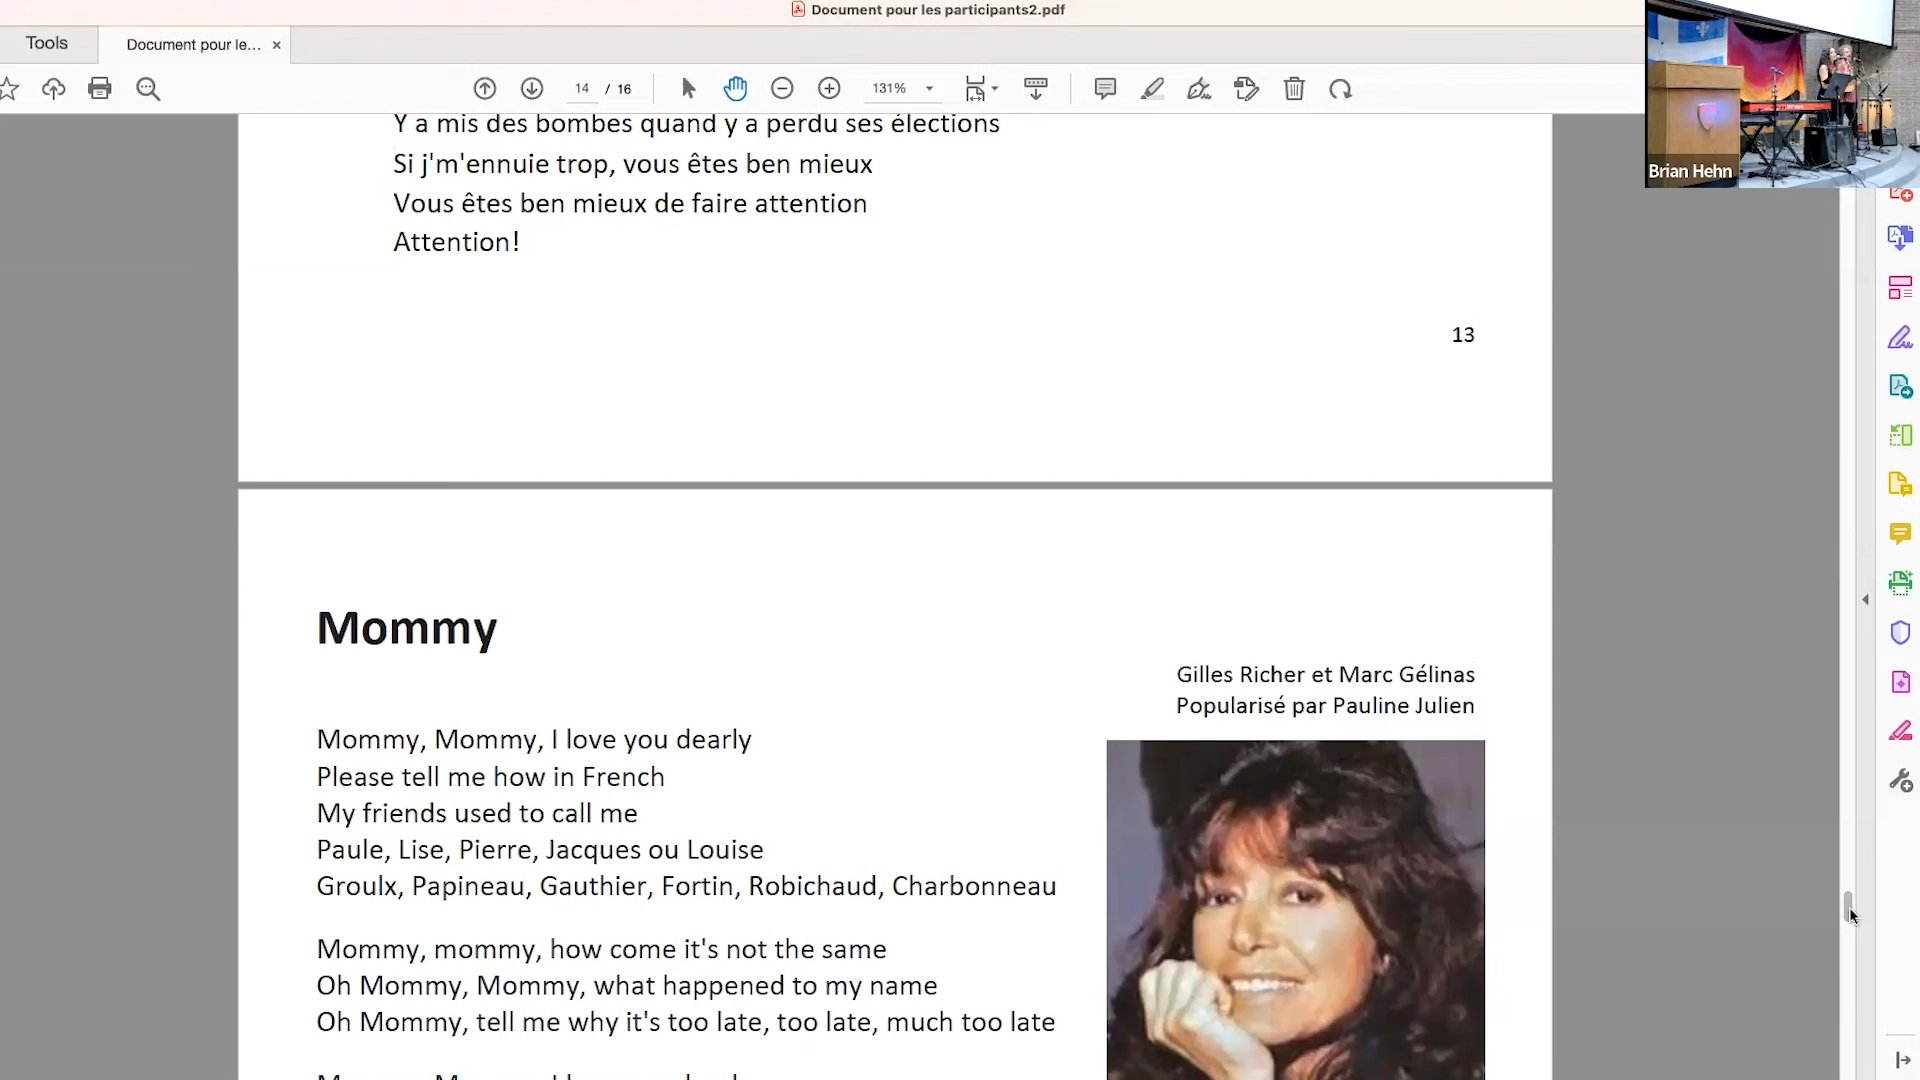 Document pour les participants2.pdf
Tools
Document pour le... ×
14 / 16
131%
Brian Hehn
Y a mis des bombes quand y a perdu ses élections
Si j'm'ennuie trop, vous êtes ben mieux
Vous êtes ben mieux de faire attention
Attention!
13
Mommy
Gilles Richer et Marc Gélinas
Popularisé par Pauline Julien
Mommy, Mommy, I love you dearly
Please tell me how in French
My friends used to call me
Paule, Lise, Pierre, Jacques ou Louise
Groulx, Papineau, Gauthier, Fortin, Robichaud, Charbonneau
Mommy, mommy, how come it's not the same
Oh Mommy, Mommy, what happened to my name
Oh Mommy, tell me why it's too late, too late, much too late